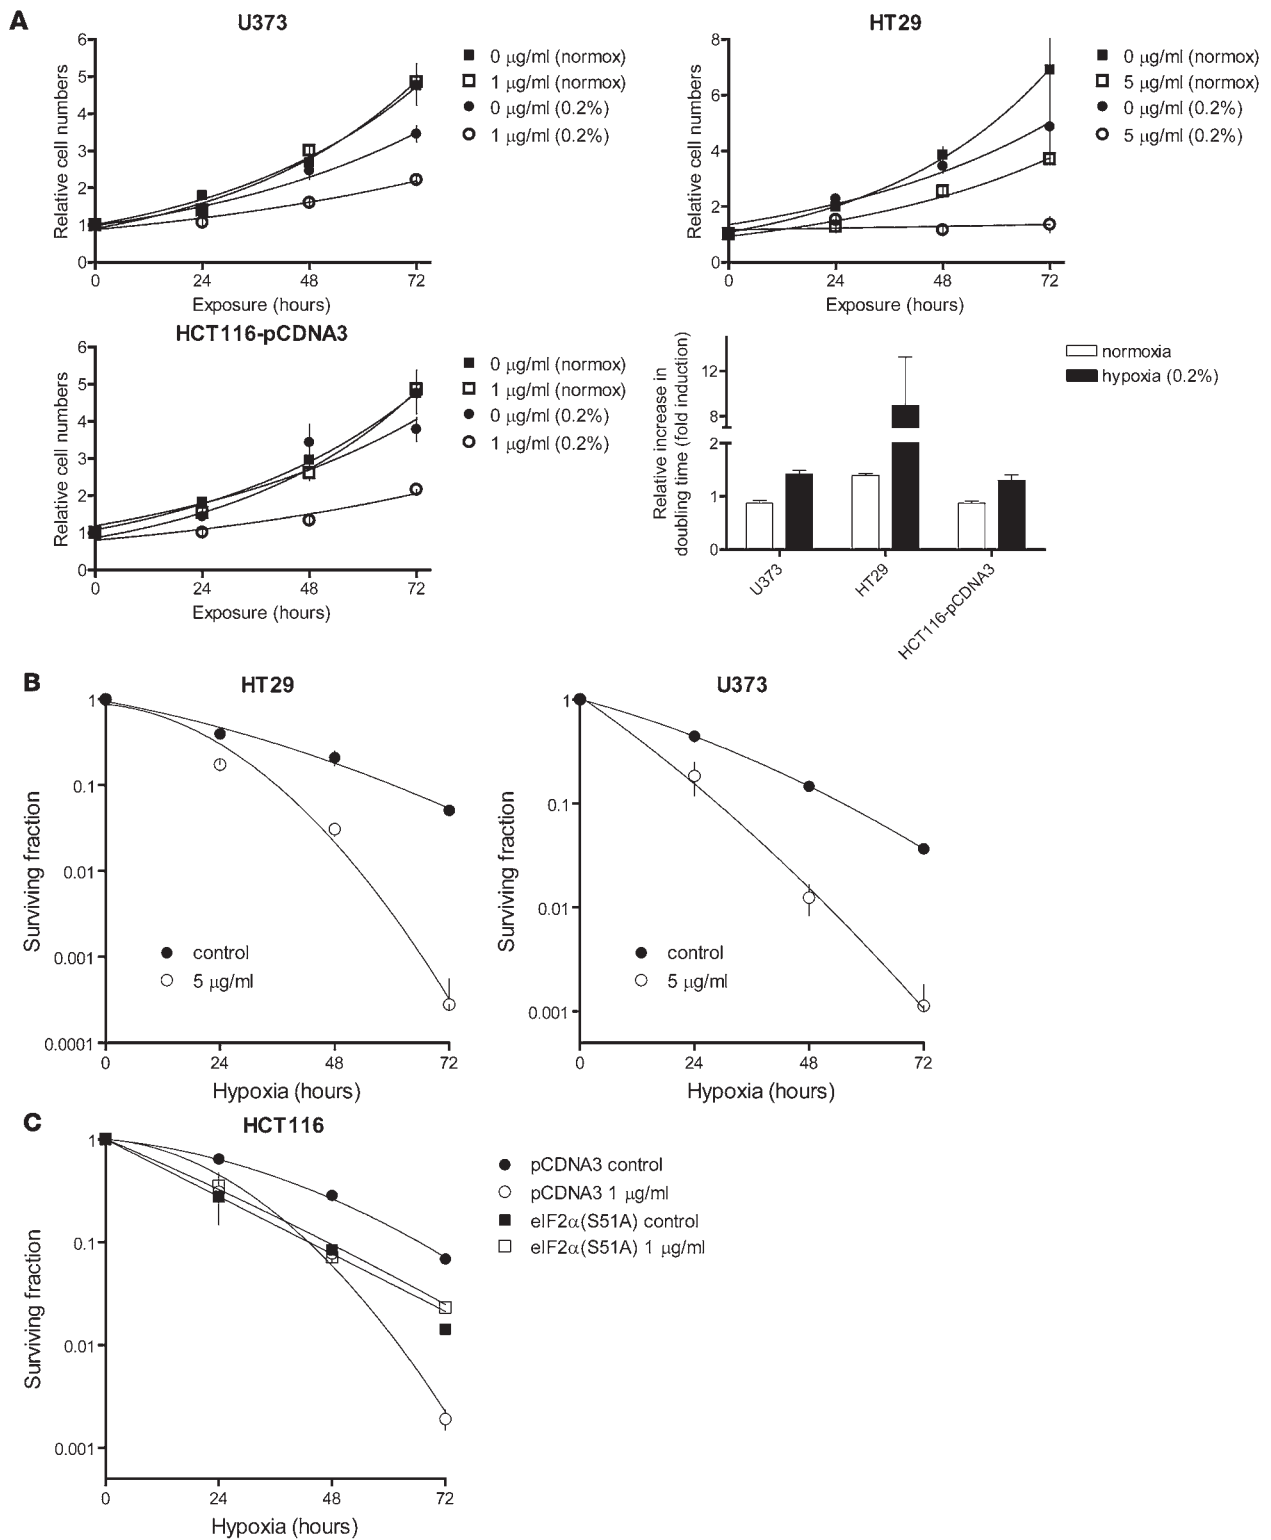 A
U373
Relative cell numbers
6
5
4
3
2
1
0
0 24 48 72
Exposure (hours)
0 μg/ml (normox)
1 μg/ml (normox)
0 μg/ml (0.2%)
1 μg/ml (0.2%)
HT29
Relative cell numbers
8
6
4
2
0
0 24 48 72
Exposure (hours)
0 μg/ml (normox)
5 μg/ml (normox)
0 μg/ml (0.2%)
5 μg/ml (0.2%)
HCT116-pCDNA3
Relative cell numbers
6
5
4
3
2
1
0
0 24 48 72
Exposure (hours)
0 μg/ml (normox)
1 μg/ml (normox)
0 μg/ml (0.2%)
1 μg/ml (0.2%)
Relative increase in
doubling time (fold induction)
12
8
2
1
0
U373
HT29
HCT116-pCDNA3
normoxia
hypoxia (0.2%)
B
HT29
Surviving fraction
1
0.1
0.01
0.001
0.0001
0 24 48 72
Hypoxia (hours)
control
5 μg/ml
U373
Surviving fraction
1
0.1
0.01
0.001
0 24 48 72
Hypoxia (hours)
control
5 μg/ml
C
HCT116
Surviving fraction
1
0.1
0.01
0.001
0 24 48 72
Hypoxia (hours)
pCDNA3 control
pCDNA3 1 μg/ml
eIF2α(S51A) control
eIF2α(S51A) 1 μg/ml